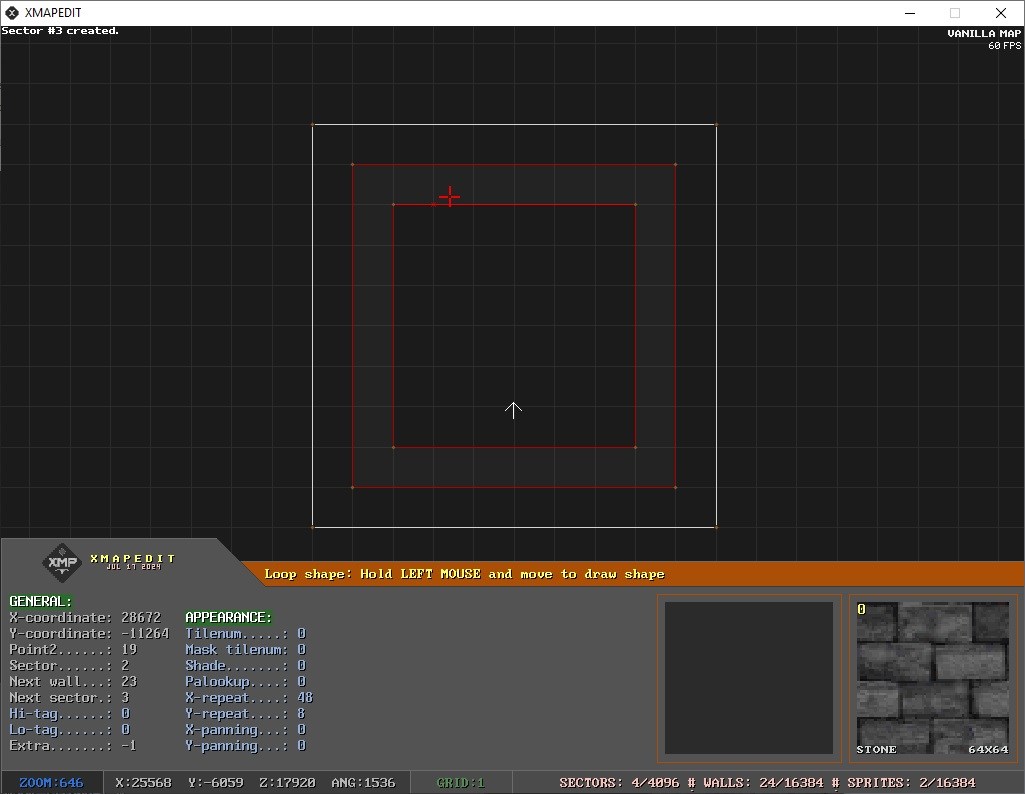 XMAPEDIT
Sector #3 created.
VANILLA MAP
60 FPS
XMP
XMAPEDIT
JUL 17 2024
Loop shape: Hold LEFT MOUSE and move to draw shape
GENERAL:
X-coordinate: 28672
Y-coordinate: -11264
Point2......: 19
Sector......: 2
Next wall...: 23
Next sector.: 3
Hi-tag......: 0
Lo-tag......: 0
Extra.......: -1
APPEARANCE:
Tilenum.....: 0
Mask tilenum: 0
Shade.......: 0
Palookup....: 0
X-repeat....: 48
Y-repeat....: 8
X-panning...: 0
Y-panning...: 0
0
STONE 64X64
ZOOM:646 X:25568 Y:-6059 Z:17920 ANG:1536 GRID:1 SECTORS: 4/4096 # WALLS: 24/16384 # SPRITES: 2/16384